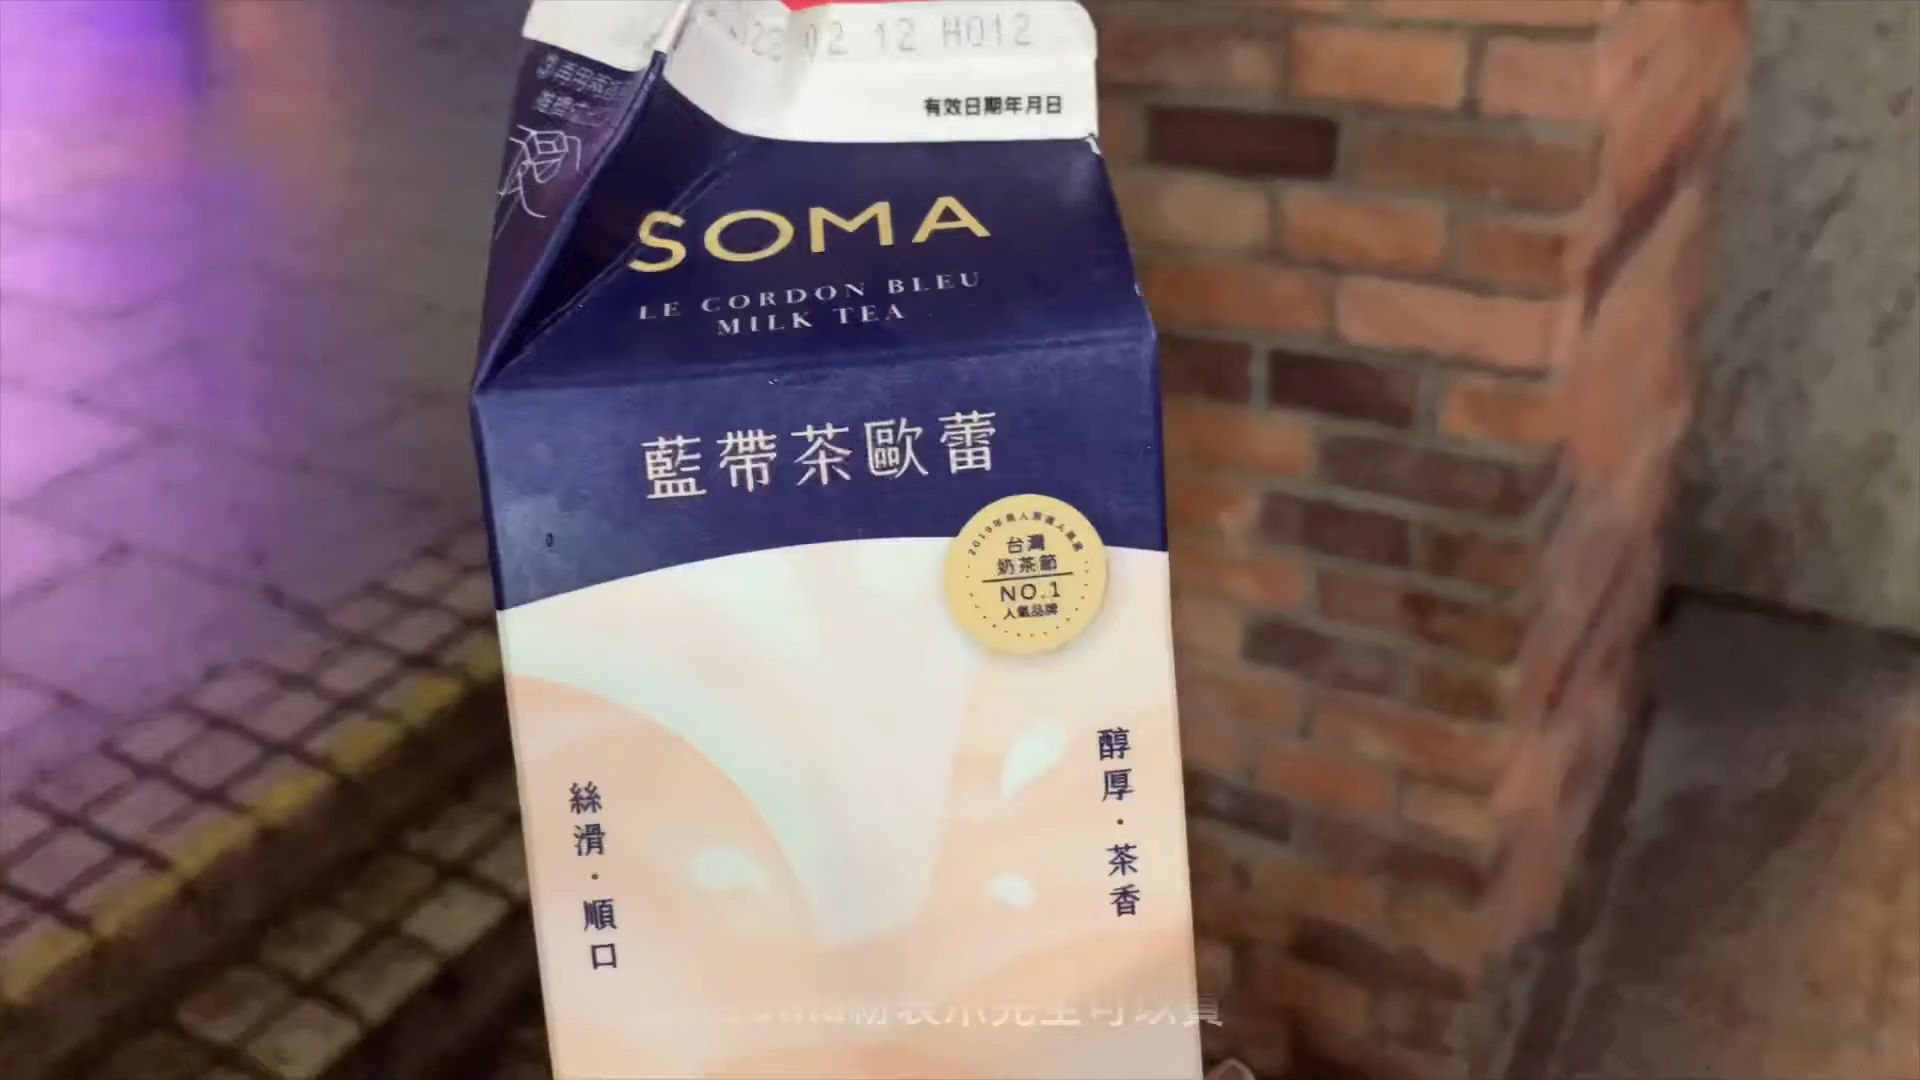 02 12 H012
有效日期年月日
SOMA
LE CORDON BLEU
MILK TEA
藍帶茶歐蕾
台灣
奶茶節
NO.1
人氣品牌
醇厚·茶香
絲滑·順口